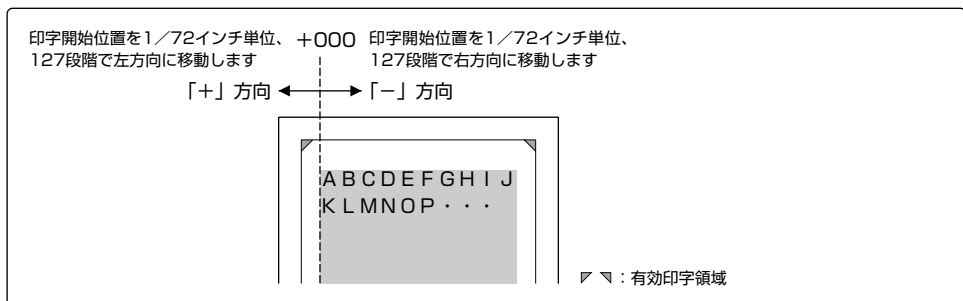 印字開始位置を1／72インチ単位、
127段階で左方向に移動します
+000
印字開始位置を1／72インチ単位、
127段階で右方向に移動します
「+」方向
「－」方向
ABCDEFGHIJ
KLMNOP・・・
：有効印字領域